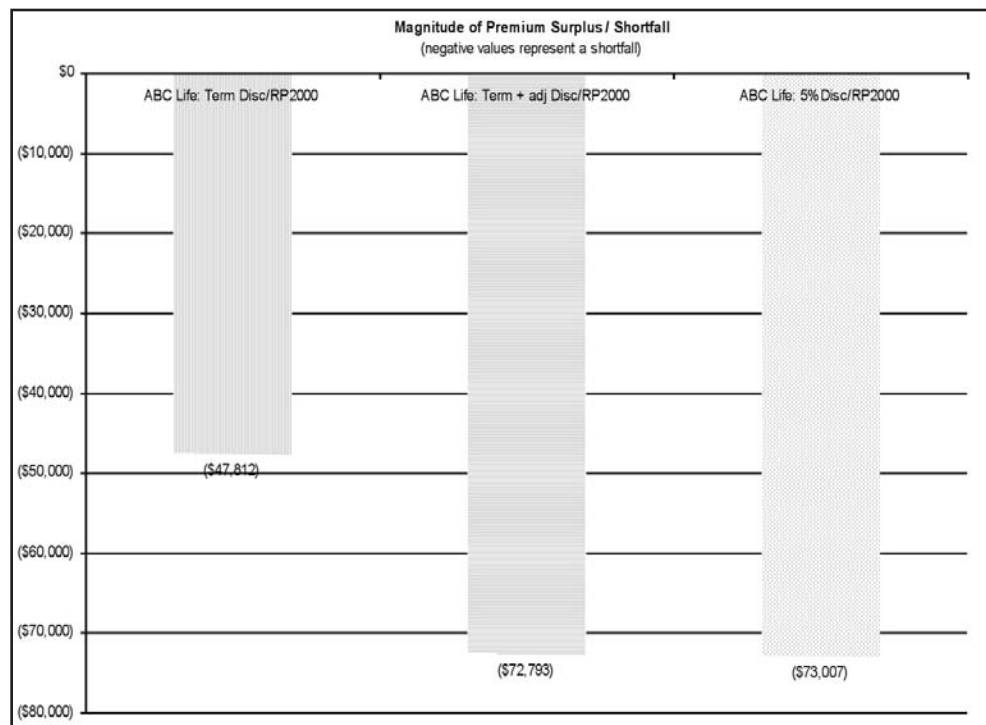 Magnitude of Premium Surplus / Shortfall
(negative values represent a shortfall)
$0
ABC Life: Term Disc/RP2000
ABC Life: Term + adj Disc/RP2000
ABC Life: 5% Disc/RP2000
($10,000)
($20,000)
($30,000)
($40,000)
($47,812)
($50,000)
($60,000)
($70,000)
($72,793)
($73,007)
($80,000)